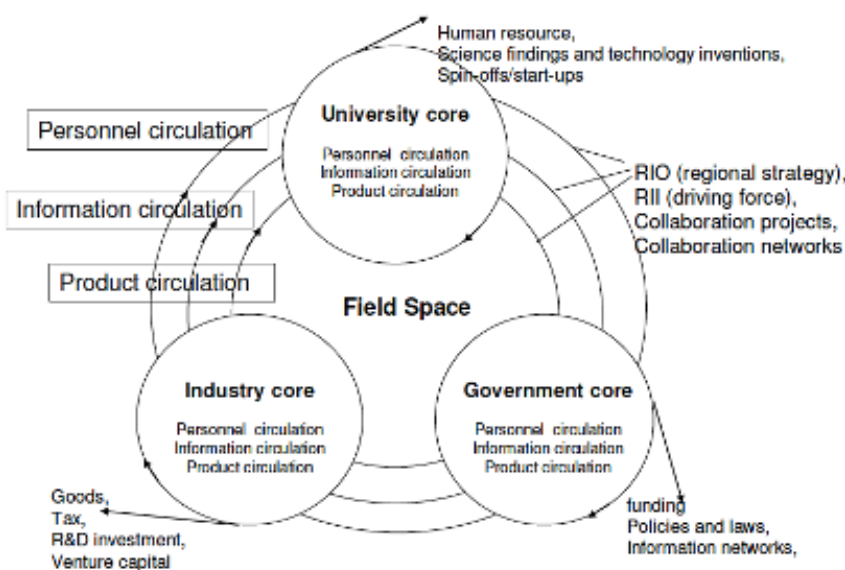 Human resource,
Science findings and technology inventions,
Spin-offs/start-ups
University core
Personnel circulation
Information circulation
Product circulation
Personnel circulation
Information circulation
Product circulation
RIO (regional strategy),
RII (driving force),
Collaboration projects,
Collaboration networks
Field Space
Industry core
Personnel circulation
Information circulation
Product circulation
Government core
Personnel circulation
Information circulation
Product circulation
Goods,
Tax,
R&D investment,
Venture capital
funding
Policies and laws,
Information networks,